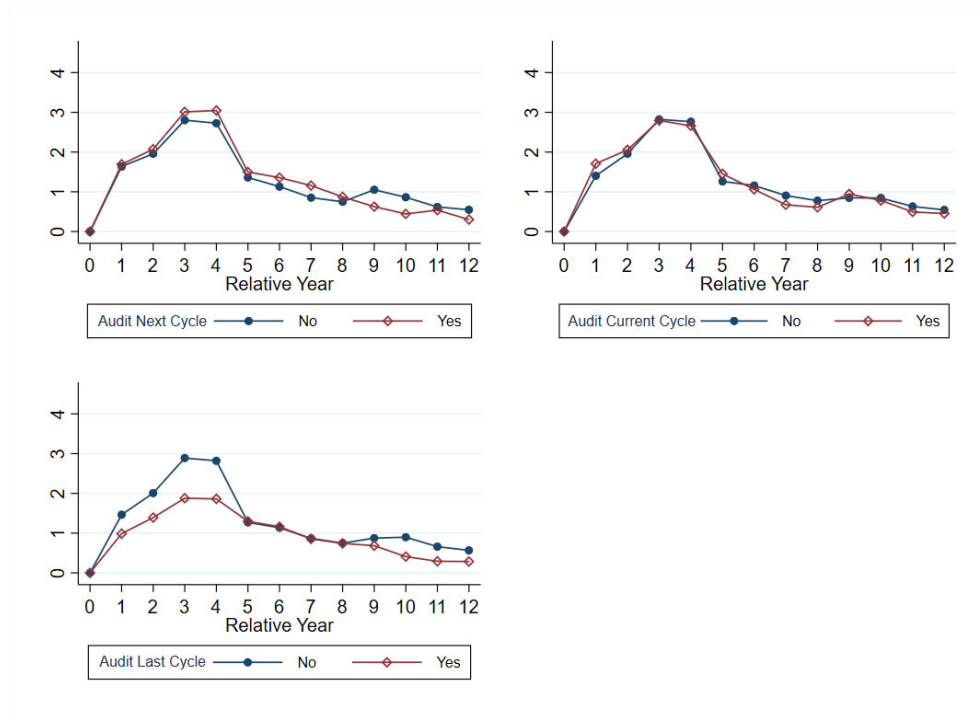 4
3
2
1
0
0 1 2 3 4 5 6 7 8 9 10 11 12
Relative Year
Audit Next Cycle No Yes
4
3
2
1
0
0 1 2 3 4 5 6 7 8 9 10 11 12
Relative Year
Audit Current Cycle No Yes
4
3
2
1
0
0 1 2 3 4 5 6 7 8 9 10 11 12
Relative Year
Audit Last Cycle No Yes